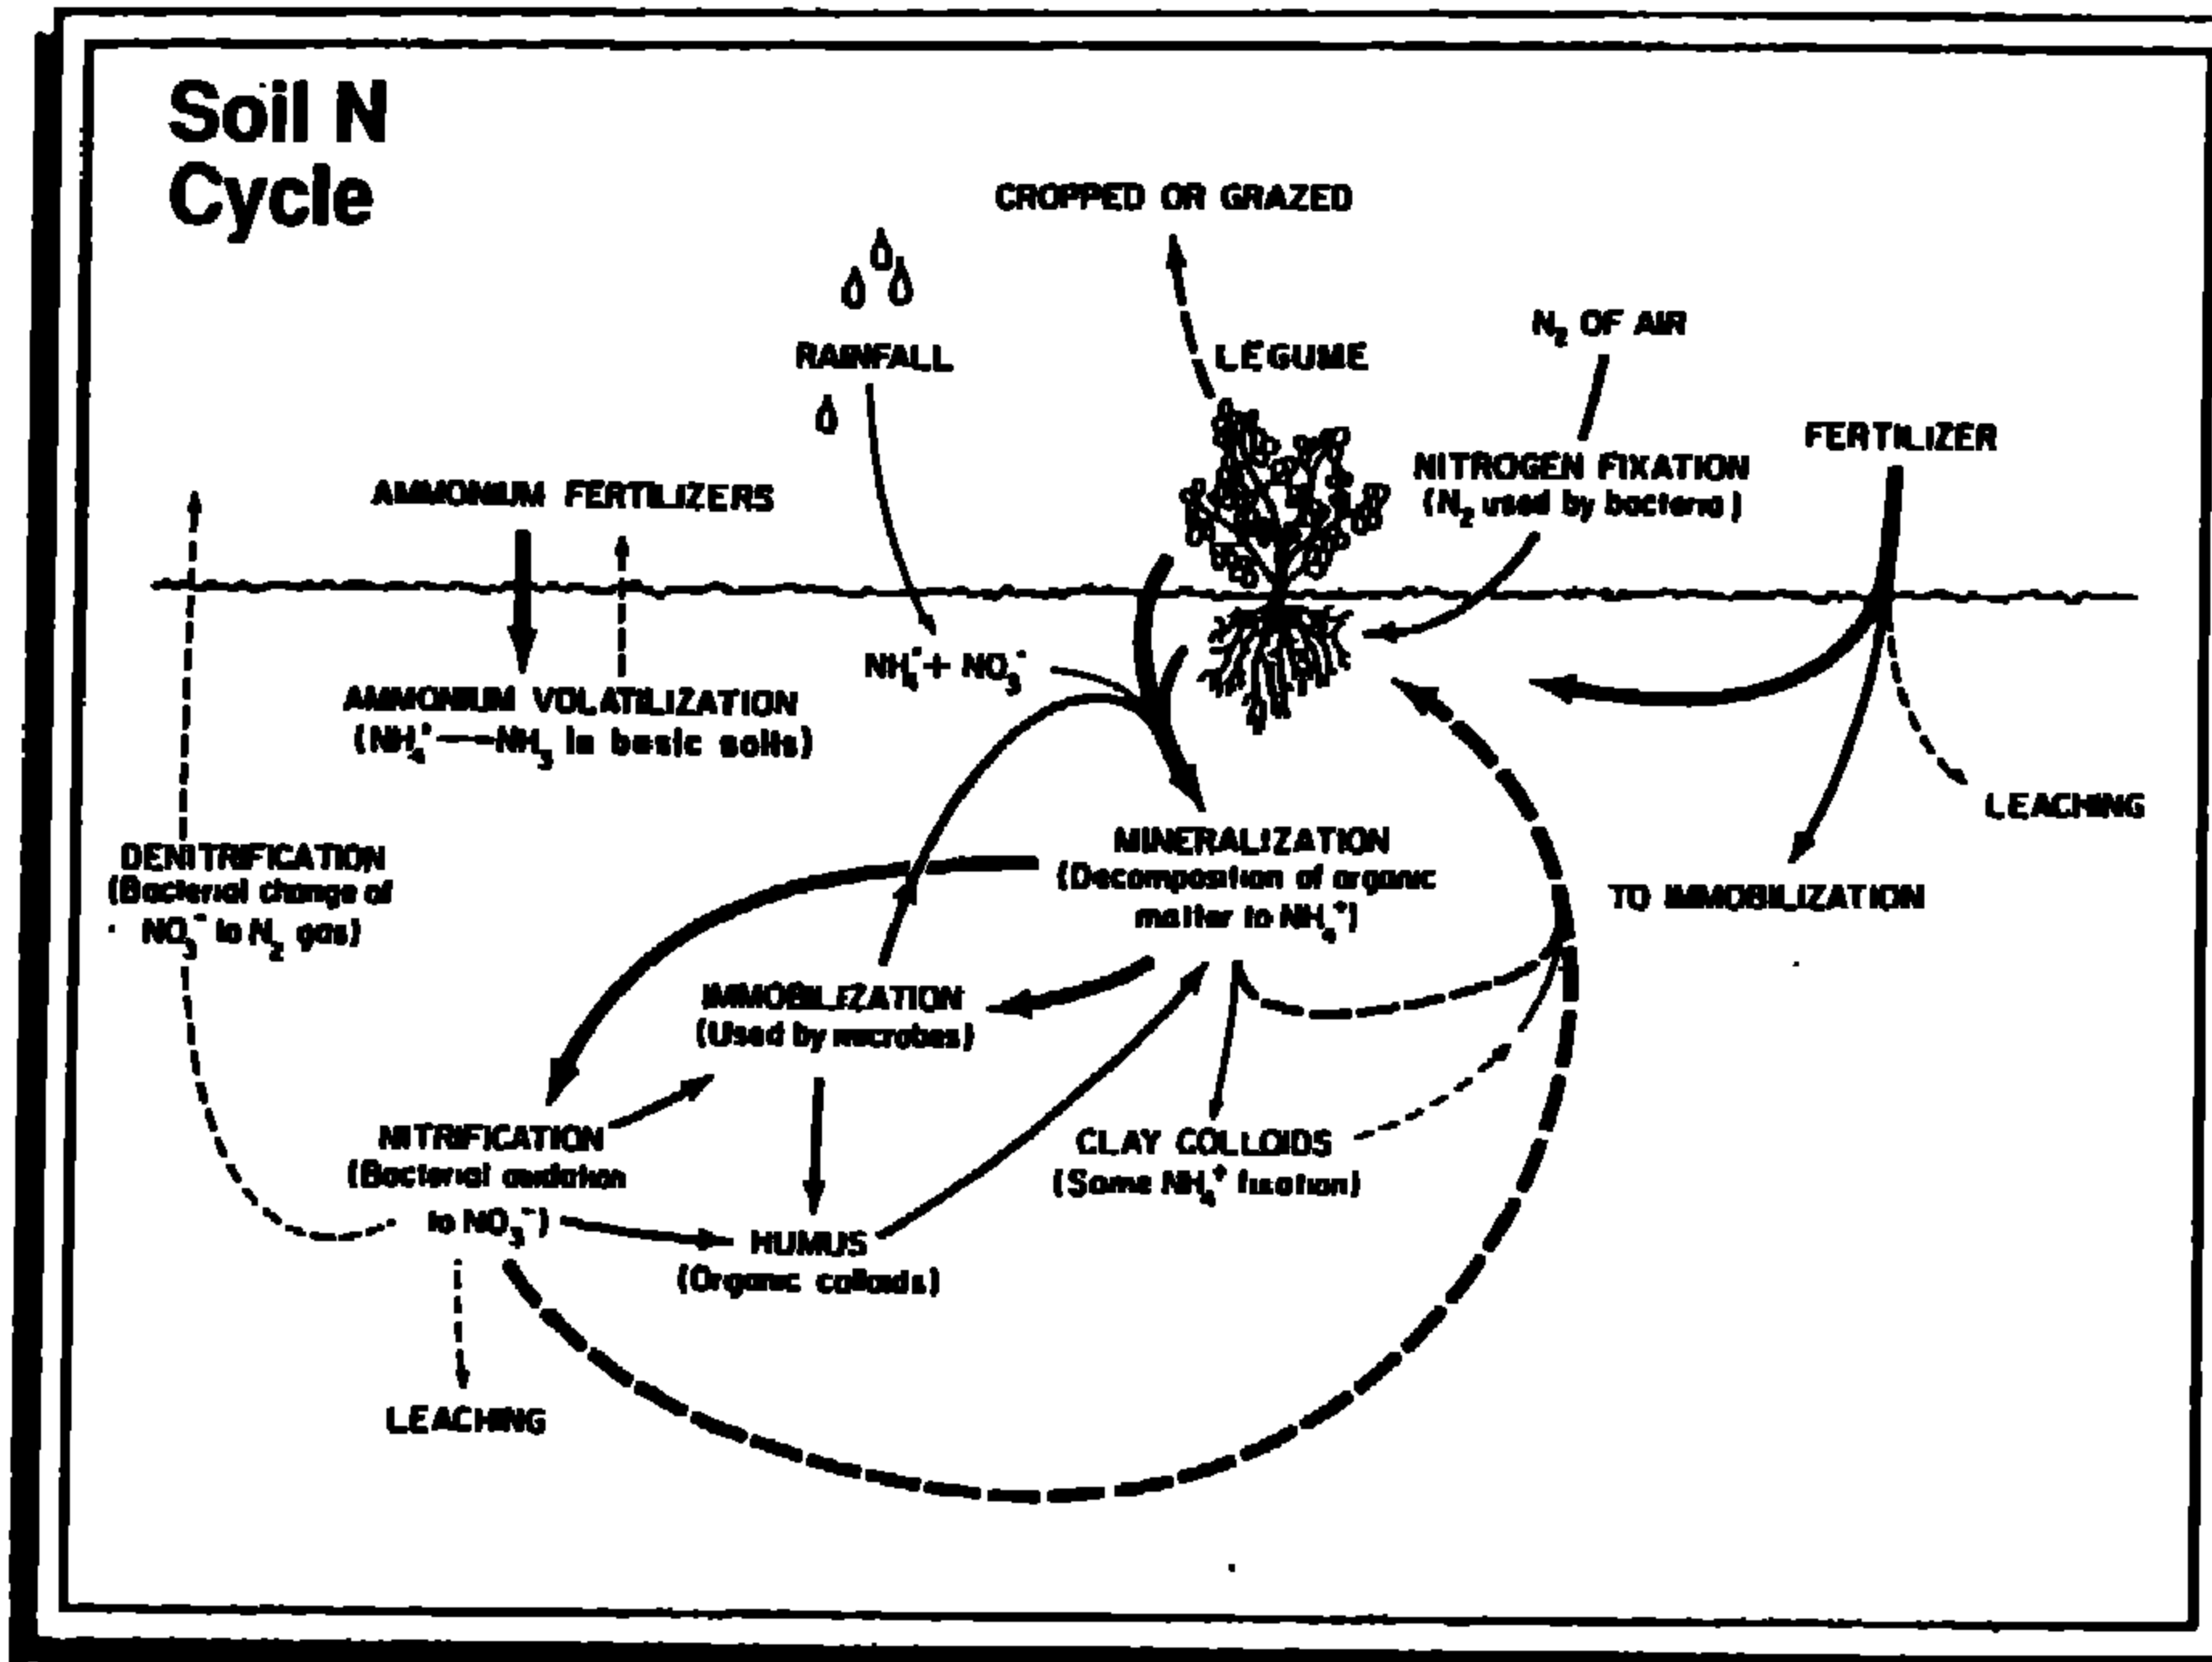 Soil N
Cycle
CROPPED OR GRAZED
RAINFALL
LEGUME
N₂ OF AIR
FERTILIZER
NITROGEN FIXATION
(N₂ used by bacteria)
AMMONIUM FERTILIZERS
NH₄⁺ + NO₃⁻
AMMONIUM VOLATILIZATION
(NH₄⁺——NH₃ in basic soils)
LEACHING
MINERALIZATION
(Decomposition of organic
matter to NH₄⁺)
DENITRIFICATION
(Bacterial change of
NO₃⁻ to N₂ gas)
TO IMMOBILIZATION
IMMOBILIZATION
(Used by microbes)
NITRIFICATION
(Bacterial oxidation
to NO₃⁻)
CLAY COLLOIDS
(Some NH₄⁺ fixation)
HUMUS
(Organic colloids)
LEACHING